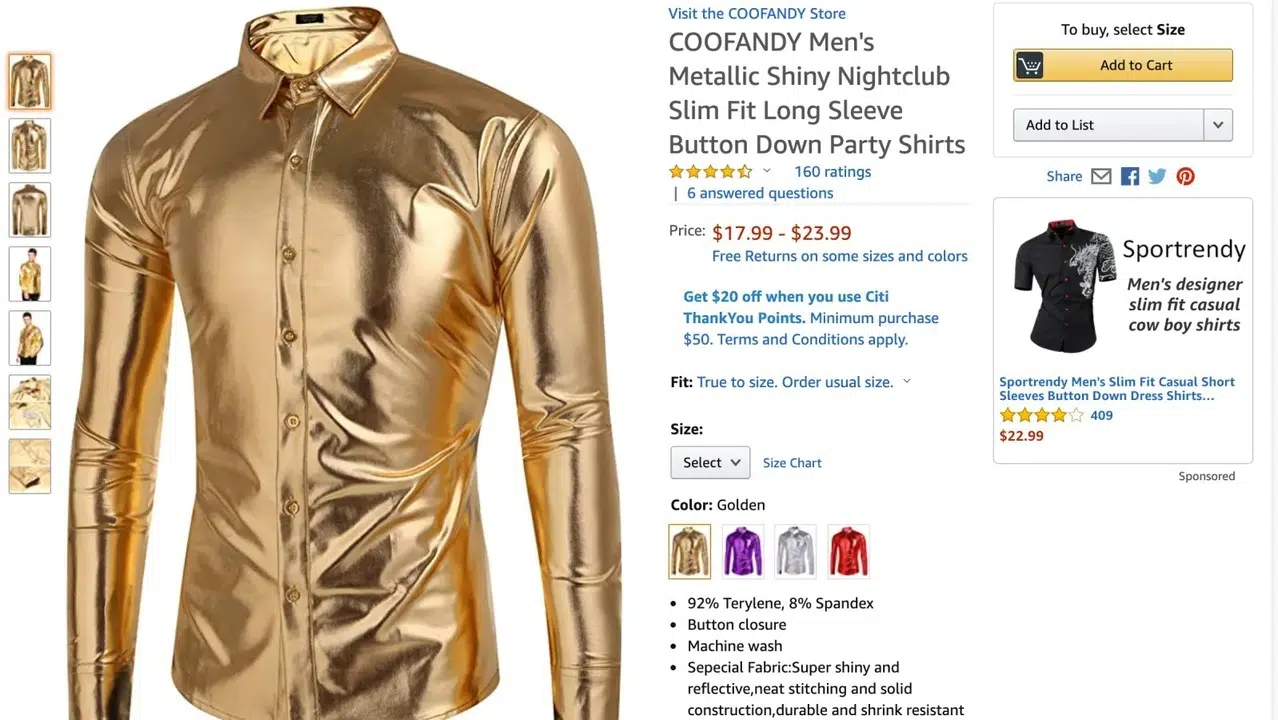 Visit the COOFANDY Store
COOFANDY Men's
Metallic Shiny Nightclub
Slim Fit Long Sleeve
Button Down Party Shirts
160 ratings
| 6 answered questions
Price: $17.99 - $23.99
Free Returns on some sizes and colors
Get $20 off when you use Citi
ThankYou Points. Minimum purchase
$50. Terms and Conditions apply.
Fit: True to size. Order usual size.
Size:
Select
Size Chart
Color: Golden
• 92% Terylene, 8% Spandex
• Button closure
• Machine wash
• Sepecial Fabric:Super shiny and
reflective,neat stitching and solid
construction,durable and shrink resistant
To buy, select Size
Add to Cart
Add to List
Share
Sportrendy
Men's designer
slim fit casual
cow boy shirts
Sportrendy Men's Slim Fit Casual Short
Sleeves Button Down Dress Shirts...
409
$22.99
Sponsored